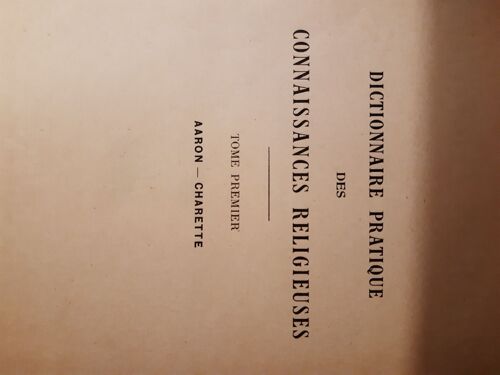 DICTIONNAIRE PRATIQUE
DES
CONNAISSANCES RELIGIEUSES
TOME PREMIER
AARON — CHARETTE